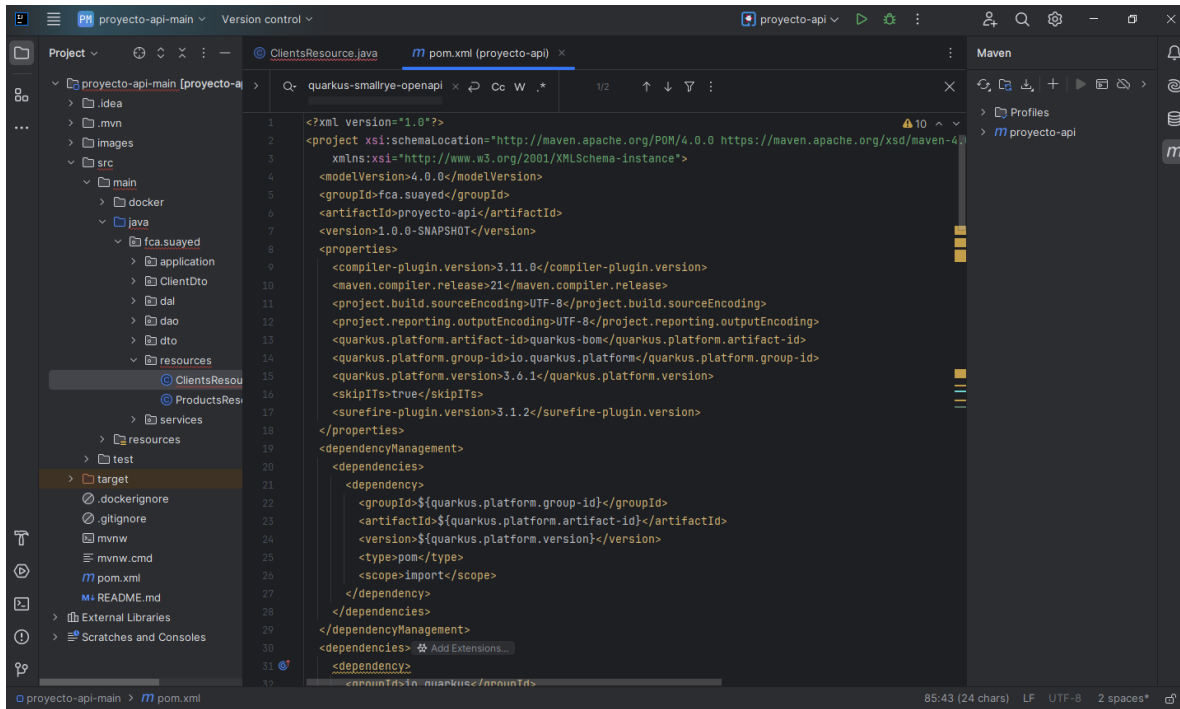 PM proyecto-api-main Version control proyecto-api
Project
ClientsResource.java
pom.xml (proyecto-api)
Maven
quarkus-smallrye-openapi Cc W .* 1/2
proyecto-api-main [proyecto-a
.idea
.mvn
images
src
main
docker
java
fca.suayed
application
ClientDto
dal
dao
dto
resources
ClientsResou
ProductsRes
services
resources
test
target
.dockerignore
.gitignore
mvnw
mvnw.cmd
pom.xml
README.md
External Libraries
Scratches and Consoles
10
1 <?xml version="1.0"?>
2 <project xsi:schemaLocation="http://maven.apache.org/POM/4.0.0 https://maven.apache.org/xsd/maven-4.
3 xmlns:xsi="http://www.w3.org/2001/XMLSchema-instance">
4 <modelVersion>4.0.0</modelVersion>
5 <groupId>fca.suayed</groupId>
6 <artifactId>proyecto-api</artifactId>
7 <version>1.0.0-SNAPSHOT</version>
8 <properties>
9 <compiler-plugin.version>3.11.0</compiler-plugin.version>
10 <maven.compiler.release>21</maven.compiler.release>
11 <project.build.sourceEncoding>UTF-8</project.build.sourceEncoding>
12 <project.reporting.outputEncoding>UTF-8</project.reporting.outputEncoding>
13 <quarkus.platform.artifact-id>quarkus-bom</quarkus.platform.artifact-id>
14 <quarkus.platform.group-id>io.quarkus.platform</quarkus.platform.group-id>
15 <quarkus.platform.version>3.6.1</quarkus.platform.version>
16 <skipITs>true</skipITs>
17 <surefire-plugin.version>3.1.2</surefire-plugin.version>
18 </properties>
19 <dependencyManagement>
20 <dependencies>
21 <dependency>
22 <groupId>${quarkus.platform.group-id}</groupId>
23 <artifactId>${quarkus.platform.artifact-id}</artifactId>
24 <version>${quarkus.platform.version}</version>
25 <type>pom</type>
26 <scope>import</scope>
27 </dependency>
28 </dependencies>
29 </dependencyManagement>
30 <dependencies> Add Extensions...
31 <dependency>
32 <groupId>io.quarkus</groupId>
Profiles
proyecto-api
proyecto-api-main > pom.xml
85:43 (24 chars) LF UTF-8 2 spaces*